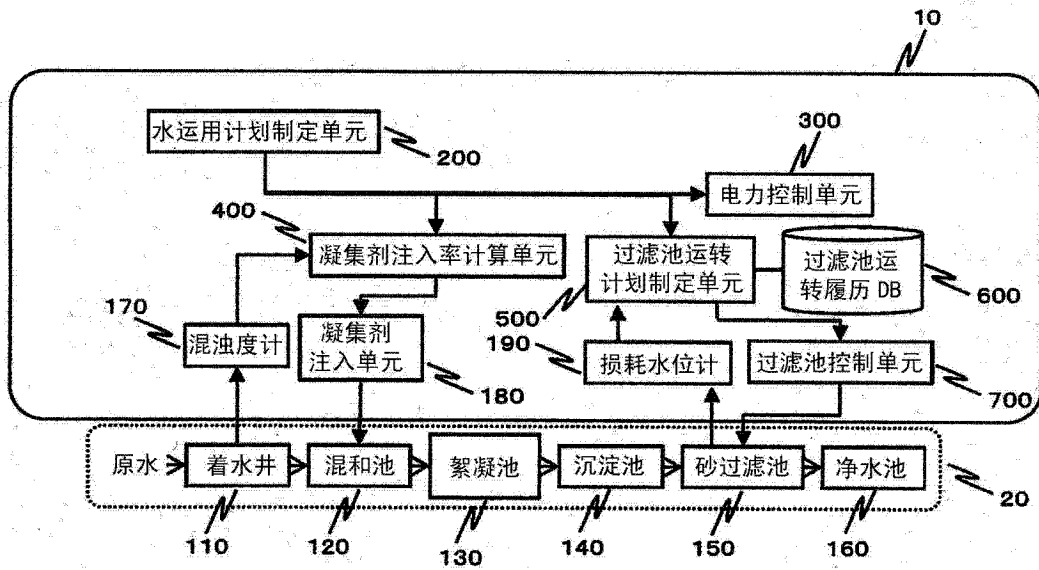 10
水运用计划制定单元
200
300
电力控制单元
400
凝集剂注入率计算单元
过滤池运转
计划制定单元
500
过滤池运
转履历 DB
600
170
混浊度计
凝集剂
注入单元
180
190
损耗水位计
过滤池控制单元
700
原水
着水井
混和池
絮凝池
沉淀池
砂过滤池
净水池
20
110
120
130
140
150
160